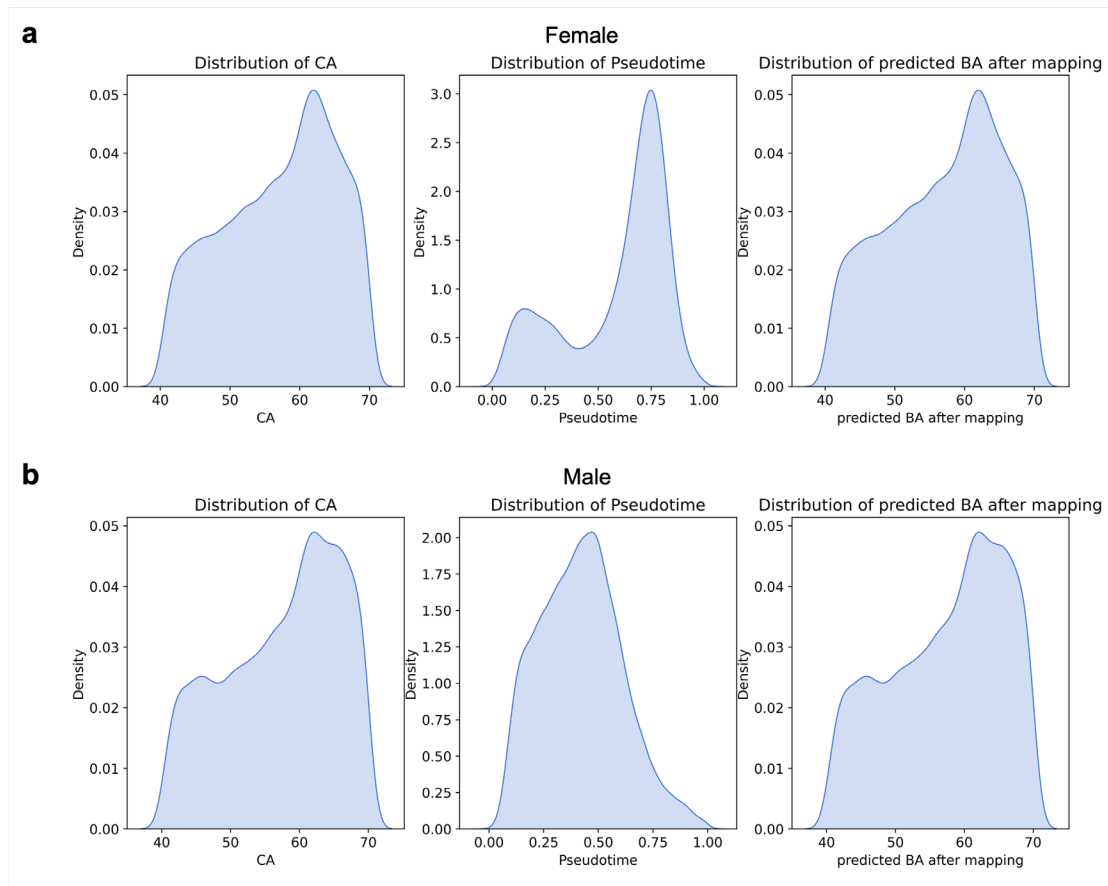 a
Female
Distribution of CA
Distribution of Pseudotime
Distribution of predicted BA after mapping
Density
0.05
0.04
0.03
0.02
0.01
0.00
40 50 60 70
CA
Density
3.0
2.5
2.0
1.5
1.0
0.5
0.0
0.00 0.25 0.50 0.75 1.00
Pseudotime
Density
0.05
0.04
0.03
0.02
0.01
0.00
40 50 60 70
predicted BA after mapping
b
Male
Distribution of CA
Distribution of Pseudotime
Distribution of predicted BA after mapping
Density
0.05
0.04
0.03
0.02
0.01
0.00
40 50 60 70
CA
Density
2.00
1.75
1.50
1.25
1.00
0.75
0.50
0.25
0.00
0.00 0.25 0.50 0.75 1.00
Pseudotime
Density
0.05
0.04
0.03
0.02
0.01
0.00
40 50 60 70
predicted BA after mapping